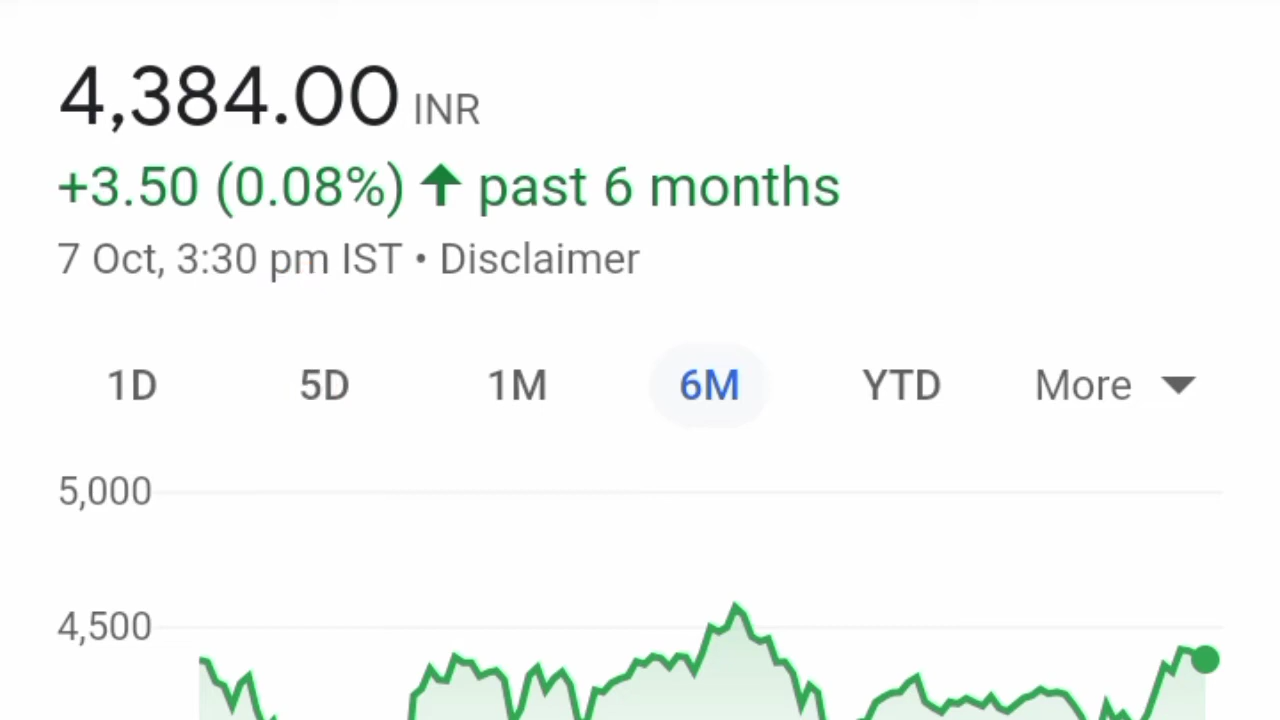 4,384.00 INR
+3.50 (0.08%) ↑ past 6 months
7 Oct, 3:30 pm IST • Disclaimer
1D 5D 1M 6M YTD More
5,000
4,500